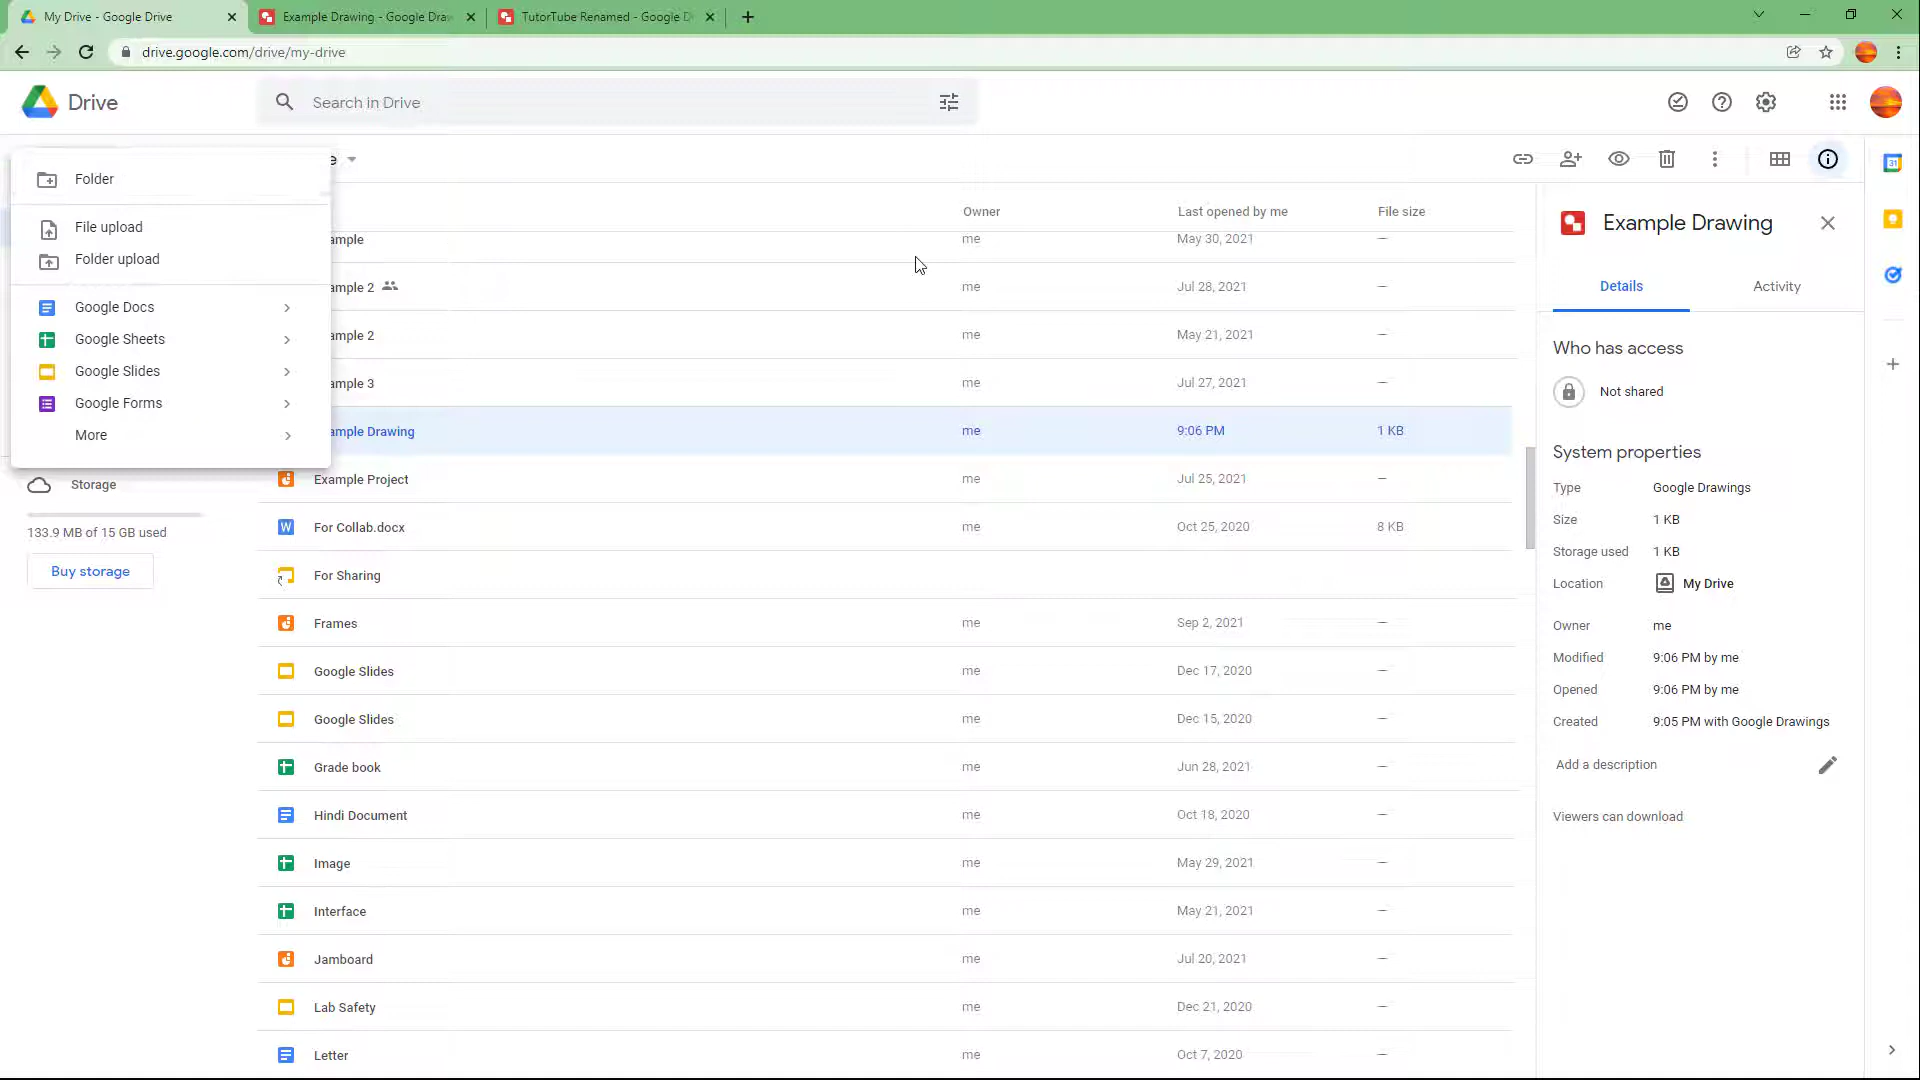 My Drive - Google Drive
Example Drawing - Google Draw
TutorTube Renamed - Google D
drive.google.com/drive/my-drive
Drive
Search in Drive
e
Folder
File upload
Folder upload
Google Docs
Google Sheets
Google Slides
Google Forms
More
Storage
133.9 MB of 15 GB used
Buy storage
Owner Last opened by me File size
ample me May 30, 2021 —
ample 2 me Jul 28, 2021 —
ample 2 me May 21, 2021 —
ample 3 me Jul 27, 2021 —
ample Drawing me 9:06 PM 1 KB
Example Project me Jul 25, 2021 —
For Collab.docx me Oct 25, 2020 8 KB
For Sharing
Frames me Sep 2, 2021 —
Google Slides me Dec 17, 2020 —
Google Slides me Dec 15, 2020 —
Grade book me Jun 28, 2021 —
Hindi Document me Oct 18, 2020 —
Image me May 29, 2021 —
Interface me May 21, 2021 —
Jamboard me Jul 20, 2021 —
Lab Safety me Dec 21, 2020 —
Letter me Oct 7, 2020 —
Example Drawing
Details Activity
Who has access
Not shared
System properties
Type Google Drawings
Size 1 KB
Storage used 1 KB
Location My Drive
Owner me
Modified 9:06 PM by me
Opened 9:06 PM by me
Created 9:05 PM with Google Drawings
Add a description
Viewers can download
31